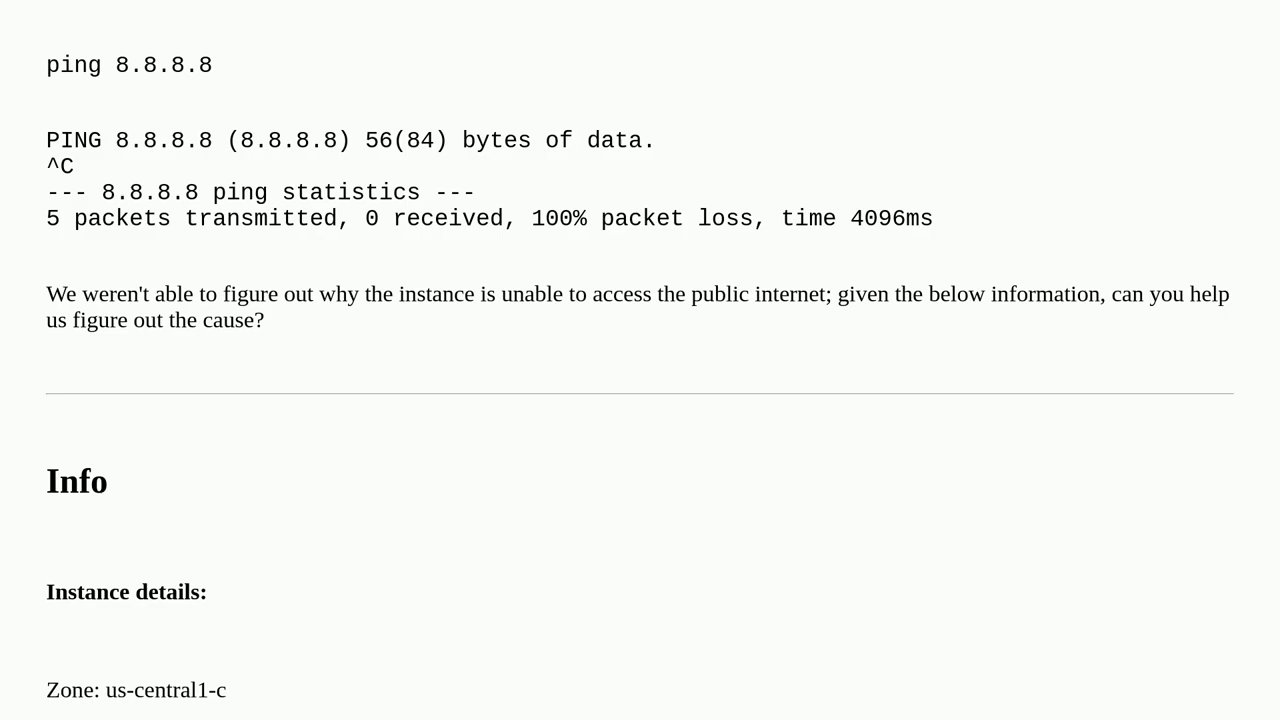 ping 8.8.8.8
PING 8.8.8.8 (8.8.8.8) 56(84) bytes of data.
^C
--- 8.8.8.8 ping statistics ---
5 packets transmitted, 0 received, 100% packet loss, time 4096ms
We weren't able to figure out why the instance is unable to access the public internet; given the below information, can you help
us figure out the cause?
Info
Instance details:
Zone: us-central1-c